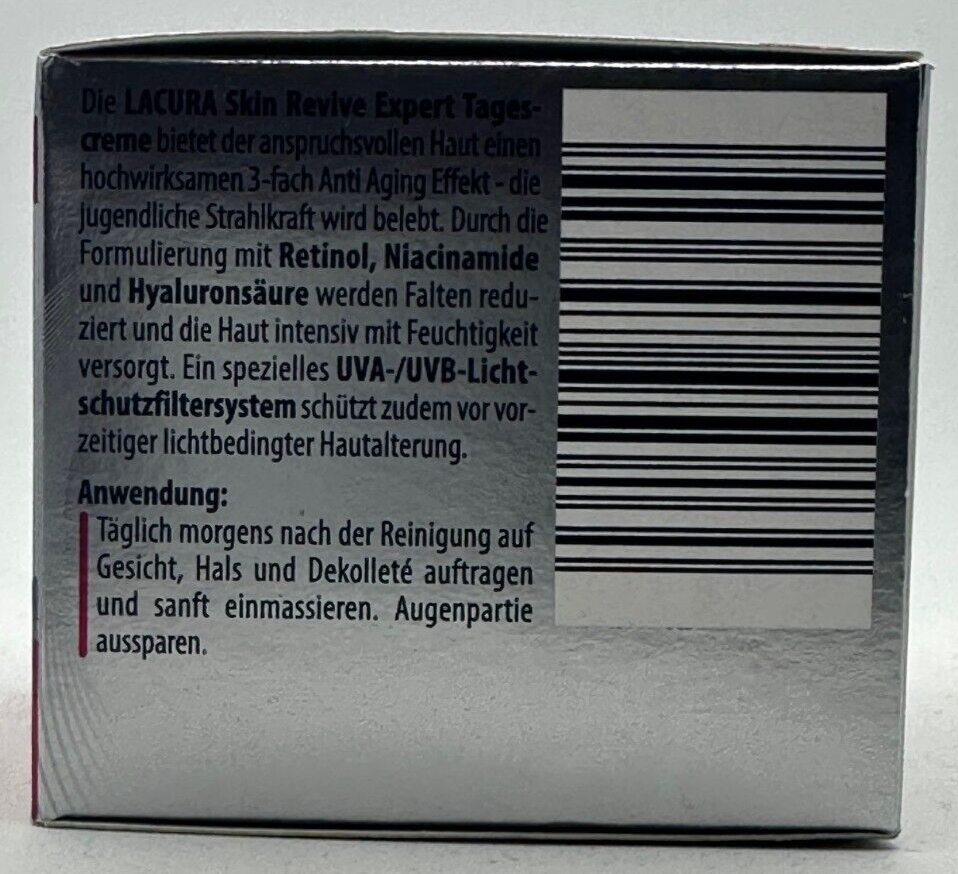 Die LACURA Skin Revive Expert Tages-
creme bietet der anspruchsvollen Haut einen
hochwirksamen 3-fach Anti Aging Effekt - die
jugendliche Strahlkraft wird belebt. Durch die
Formulierung mit Retinol, Niacinamide
und Hyaluronsäure werden Falten redu-
ziert und die Haut intensiv mit Feuchtigkeit
versorgt. Ein spezielles UVA-/UVB-Licht-
schutzfiltersystem schützt zudem vor vor-
zeitiger lichtbedingter Hautalterung.
Anwendung:
Täglich morgens nach der Reinigung auf
Gesicht, Hals und Dekolleté auftragen
und sanft einmassieren. Augenpartie
aussparen.